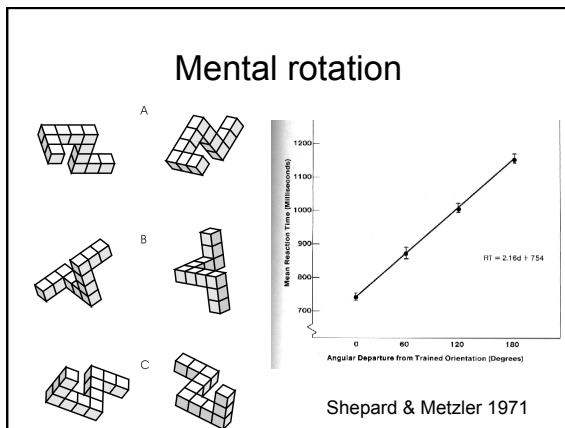 Mental rotation
A
B
C
Mean Reaction Time (Milliseconds)
1200
1100
1000
900
800
700
RT = 2.16d + 754
0 60 120 180
Angular Departure from Trained Orientation (Degrees)
Shepard & Metzler 1971